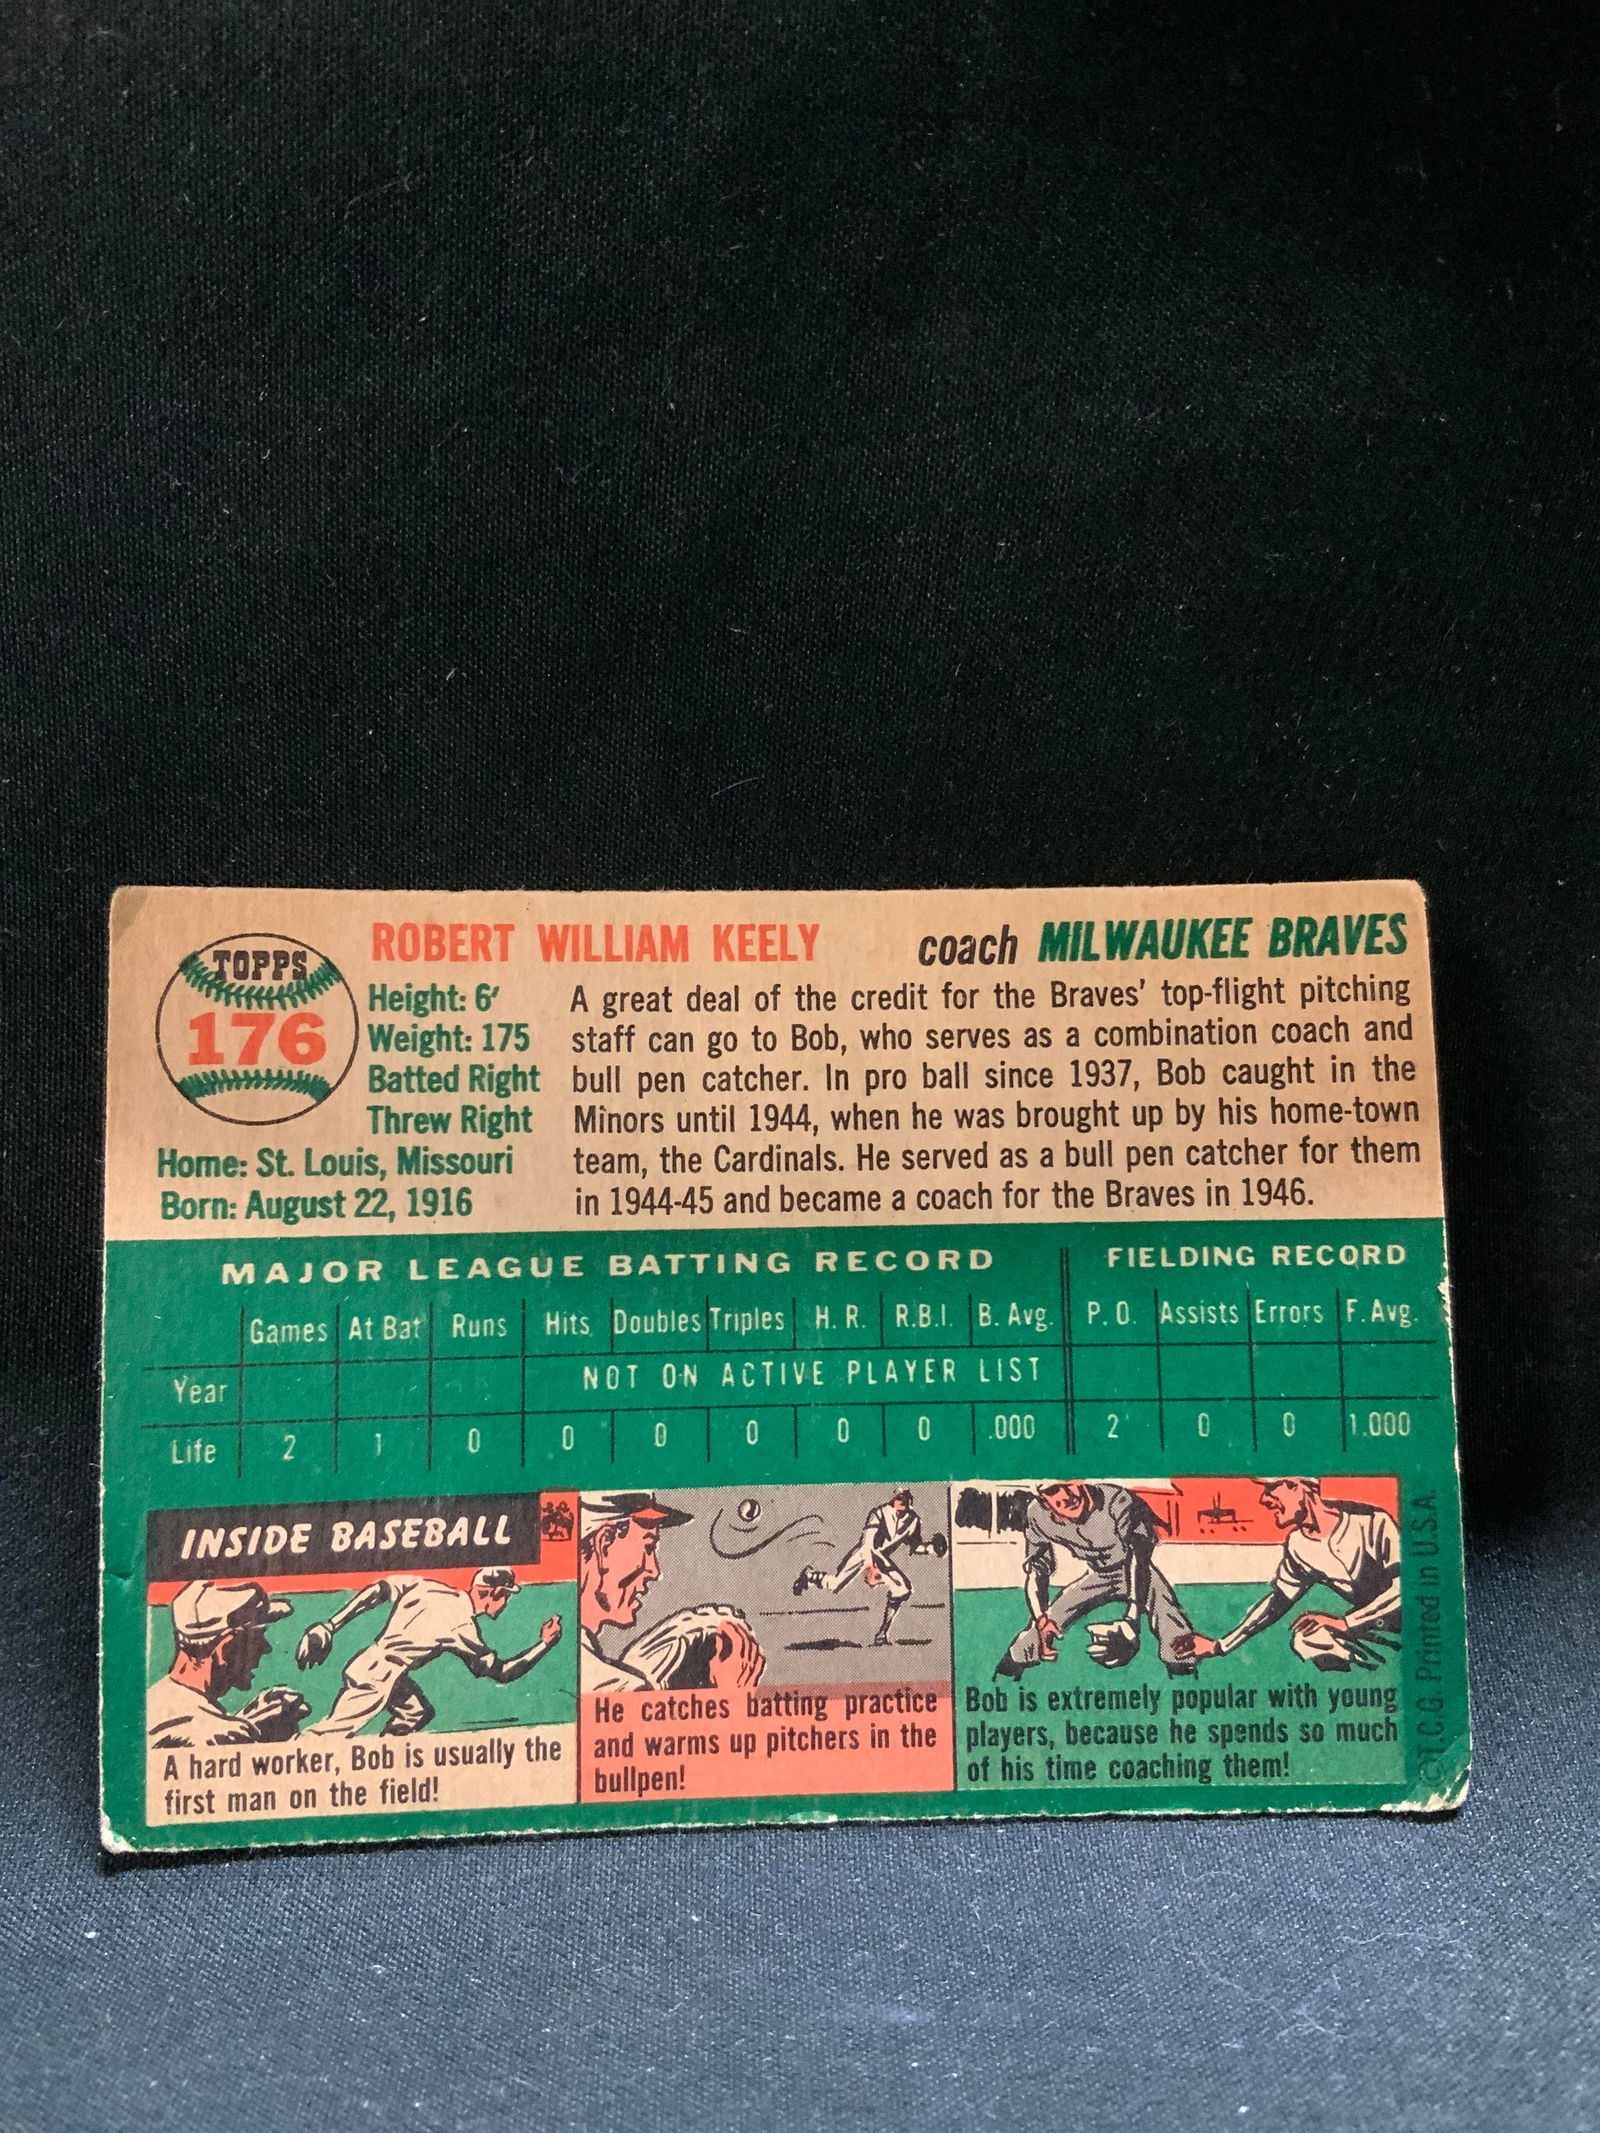 TOPPS
176
ROBERT WILLIAM KEELY
coach MILWAUKEE BRAVES
Height: 6'
Weight: 175
Batted Right
Threw Right
Home: St. Louis, Missouri
Born: August 22, 1916
A great deal of the credit for the Braves' top-flight pitching
staff can go to Bob, who serves as a combination coach and
bull pen catcher. In pro ball since 1937, Bob caught in the
Minors until 1944, when he was brought up by his home-town
team, the Cardinals. He served as a bull pen catcher for them
in 1944-45 and became a coach for the Braves in 1946.
MAJOR LEAGUE BATTING RECORD
FIELDING RECORD
Games At Bat Runs Hits Doubles Triples H. R. R.B.I. B. Avg. P. O. Assists Errors F. Avg.
Year NOT ON ACTIVE PLAYER LIST
Life 2 1 0 0 0 0 0 0 .000 2 0 0 1.000
INSIDE BASEBALL
A hard worker, Bob is usually the
first man on the field!
He catches batting practice
and warms up pitchers in the
bullpen!
Bob is extremely popular with young
players, because he spends so much
of his time coaching them!
©T.C.G. Printed in U.S.A.